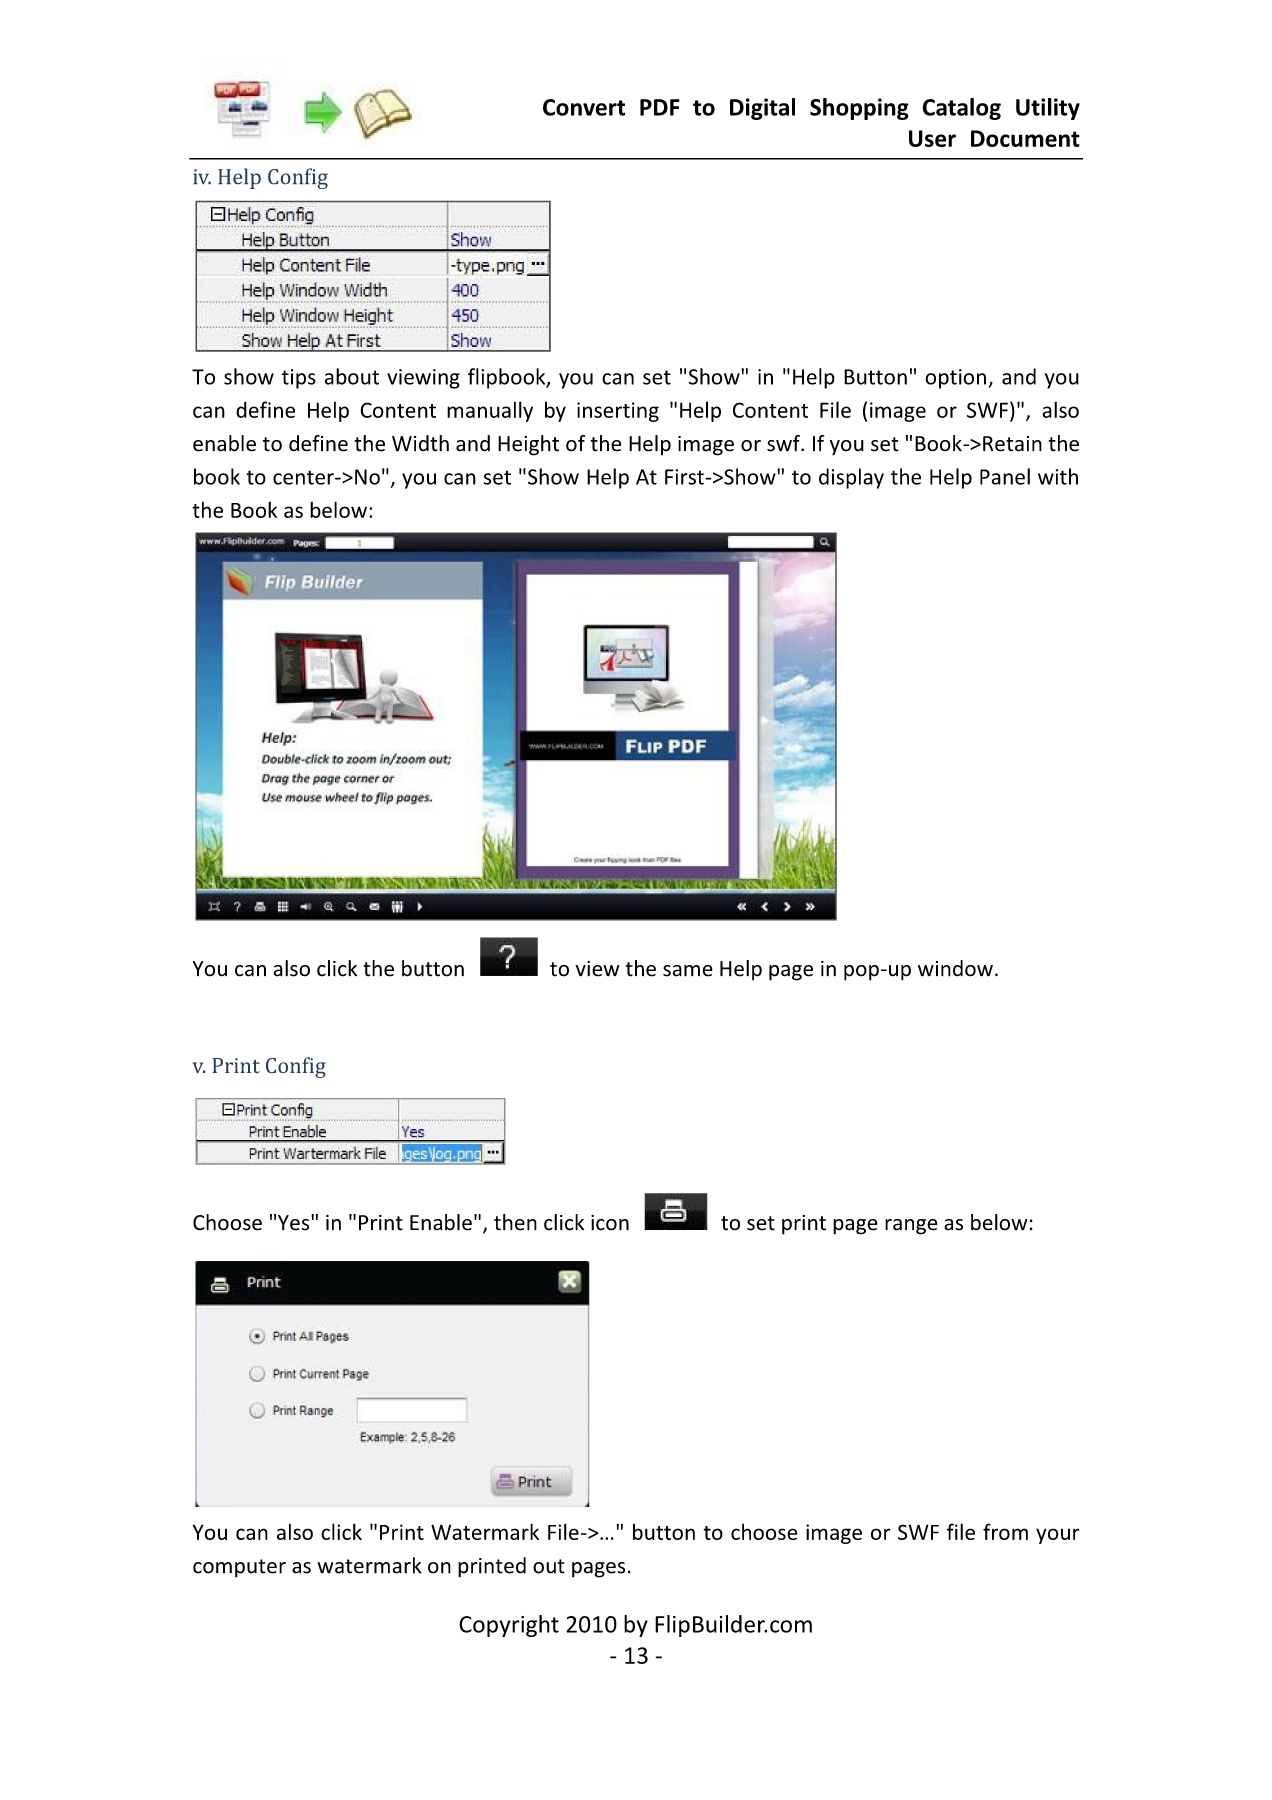 PDF PDF
Convert PDF to Digital Shopping Catalog Utility
User Document
iv. Help Config
Help Config
Help Button Show
Help Content File -type.png ...
Help Window Width 400
Help Window Height 450
Show Help At First Show
To show tips about viewing flipbook, you can set "Show" in "Help Button" option, and you
can define Help Content manually by inserting "Help Content File (image or SWF)", also
enable to define the Width and Height of the Help image or swf. If you set "Book->Retain the
book to center->No", you can set "Show Help At First->Show" to display the Help Panel with
the Book as below:
www.FlipBuilder.com Pages: 1
Flip Builder
Help:
Double-click to zoom in/zoom out;
Drag the page corner or
Use mouse wheel to flip pages.
PDF
WWW.FLIPBUILDER.COM FLIP PDF
Create your flipping book from PDF files
?
You can also click the button ? to view the same Help page in pop-up window.
v. Print Config
Print Config
Print Enable Yes
Print Wartermark File ages\log.png ...
Choose "Yes" in "Print Enable", then click icon to set print page range as below:
Print
Print All Pages
Print Current Page
Print Range
Example: 2,5,8-26
Print
You can also click "Print Watermark File->…" button to choose image or SWF file from your
computer as watermark on printed out pages.
Copyright 2010 by FlipBuilder.com
- 13 -